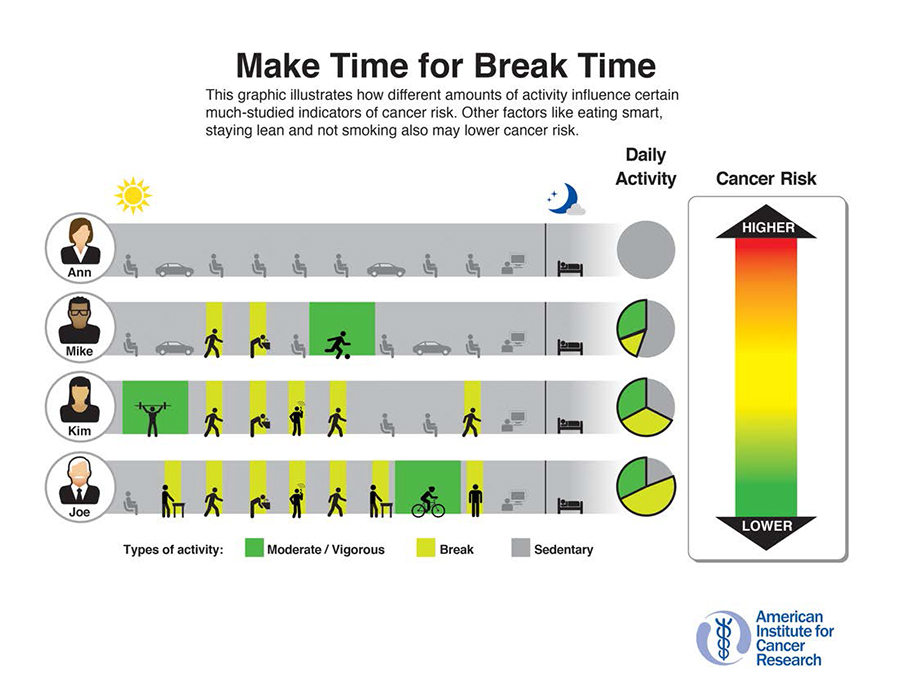 Make Time for Break Time
This graphic illustrates how different amounts of activity influence certain
much-studied indicators of cancer risk. Other factors like eating smart,
staying lean and not smoking also may lower cancer risk.
Daily
Activity
Cancer Risk
HIGHER
Ann
Mike
Kim
Joe
LOWER
Types of activity: Moderate / Vigorous Break Sedentary
American
Institute for
Cancer
Research